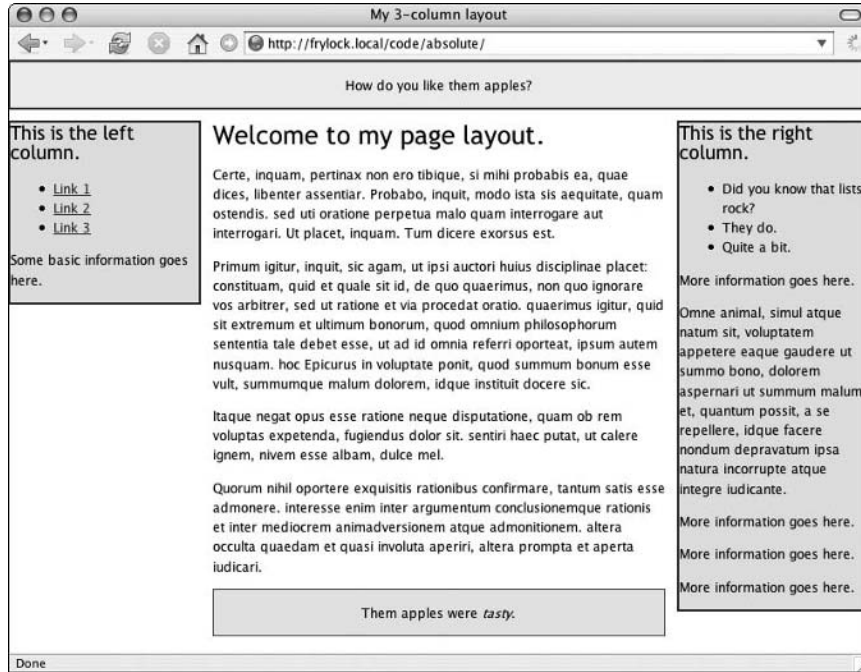 My 3-column layout
http://frylock.local/code/absolute/
How do you like them apples?
This is the left
column.
Link 1
Link 2
Link 3
Some basic information goes
here.
Welcome to my page layout.
Certe, inquam, pertinax non ero tibique, si mihi probabis ea, quae
dices, libenter assentiar. Probabo, inquit, modo ista sis aequitate, quam
ostendis. sed uti oratione perpetua malo quam interrogare aut
interrogari. Ut placet, inquam. Tum dicere exorsus est.
Primum igitur, inquit, sic agam, ut ipsi auctori huius disciplinae placet:
constituam, quid et quale sit id, de quo quaerimus, non quo ignorare
vos arbitrer, sed ut ratione et via procedat oratio. quaerimus igitur, quid
sit extremum et ultimum bonorum, quod omnium philosophorum
sententia tale debet esse, ut ad id omnia referri oporteat, ipsum autem
nusquam. hoc Epicurus in voluptate ponit, quod summum bonum esse
vult, summumque malum dolorem, idque instituit docere sic.
Itaque negat opus esse ratione neque disputatione, quam ob rem
voluptas expetenda, fugiendus dolor sit. sentiri haec putat, ut calere
ignem, nivem esse albam, dulce mel.
Quorum nihil oportere exquisitis rationibus confirmare, tantum satis esse
admonere. interesse enim inter argumentum conclusionemque rationis
et inter mediocrem animadversionem atque admonitionem. altera
occulta quaedam et quasi involuta aperiri, altera prompta et aperta
iudicari.
Them apples were tasty.
This is the right
column.
Did you know that lists
rock?
They do.
Quite a bit.
More information goes here.
Omne animal, simul atque
natum sit, voluptatem
appetere eaque gaudere ut
summo bono, dolorem
aspernari ut summum malum
et, quantum possit, a se
repellere, idque facere
nondum depravatum ipsa
natura incorrupte atque
integre iudicante.
More information goes here.
More information goes here.
More information goes here.
Done